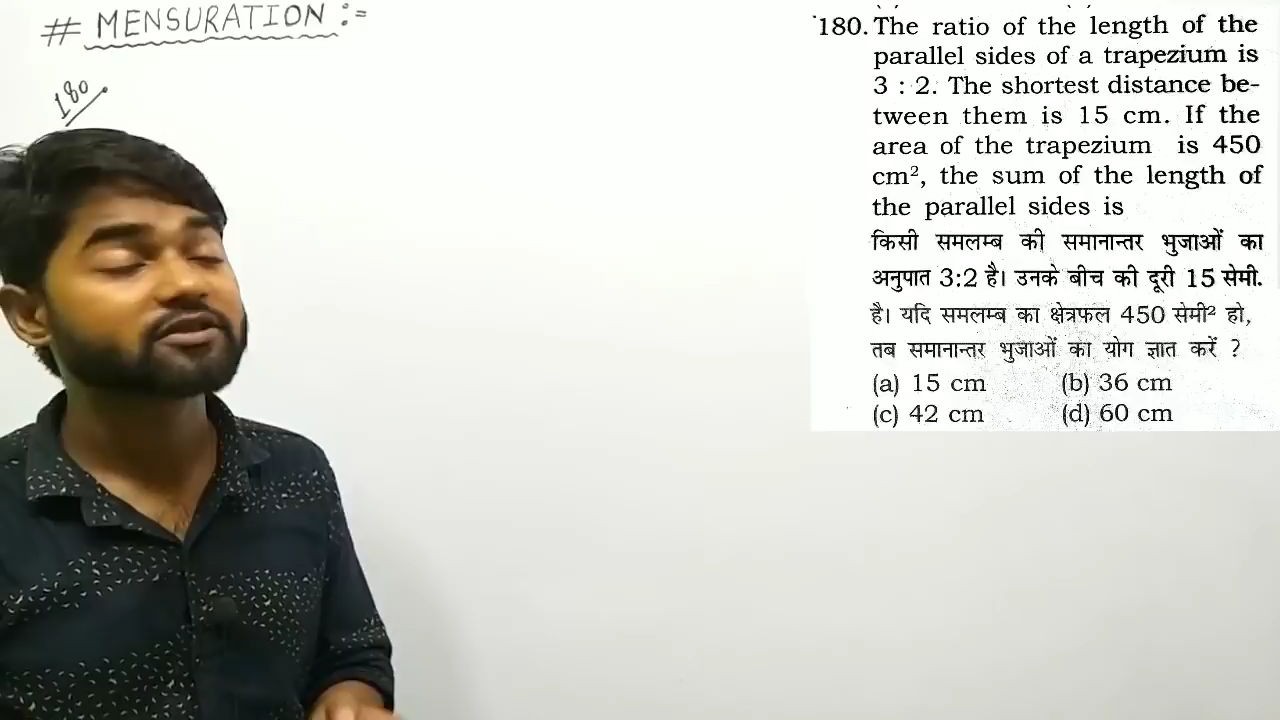 # MENSURATION :=
180
180. The ratio of the length of the
parallel sides of a trapezium is
3 : 2. The shortest distance be-
tween them is 15 cm. If the
area of the trapezium is 450
cm², the sum of the length of
the parallel sides is
किसी समलम्ब की समानान्तर भुजाओं का
अनुपात 3:2 है। उनके बीच की दूरी 15 सेमी.
है। यदि समलम्ब का क्षेत्रफल 450 सेमी² हो,
तब समानान्तर भुजाओं का योग ज्ञात करें ?
(a) 15 cm (b) 36 cm
(c) 42 cm (d) 60 cm